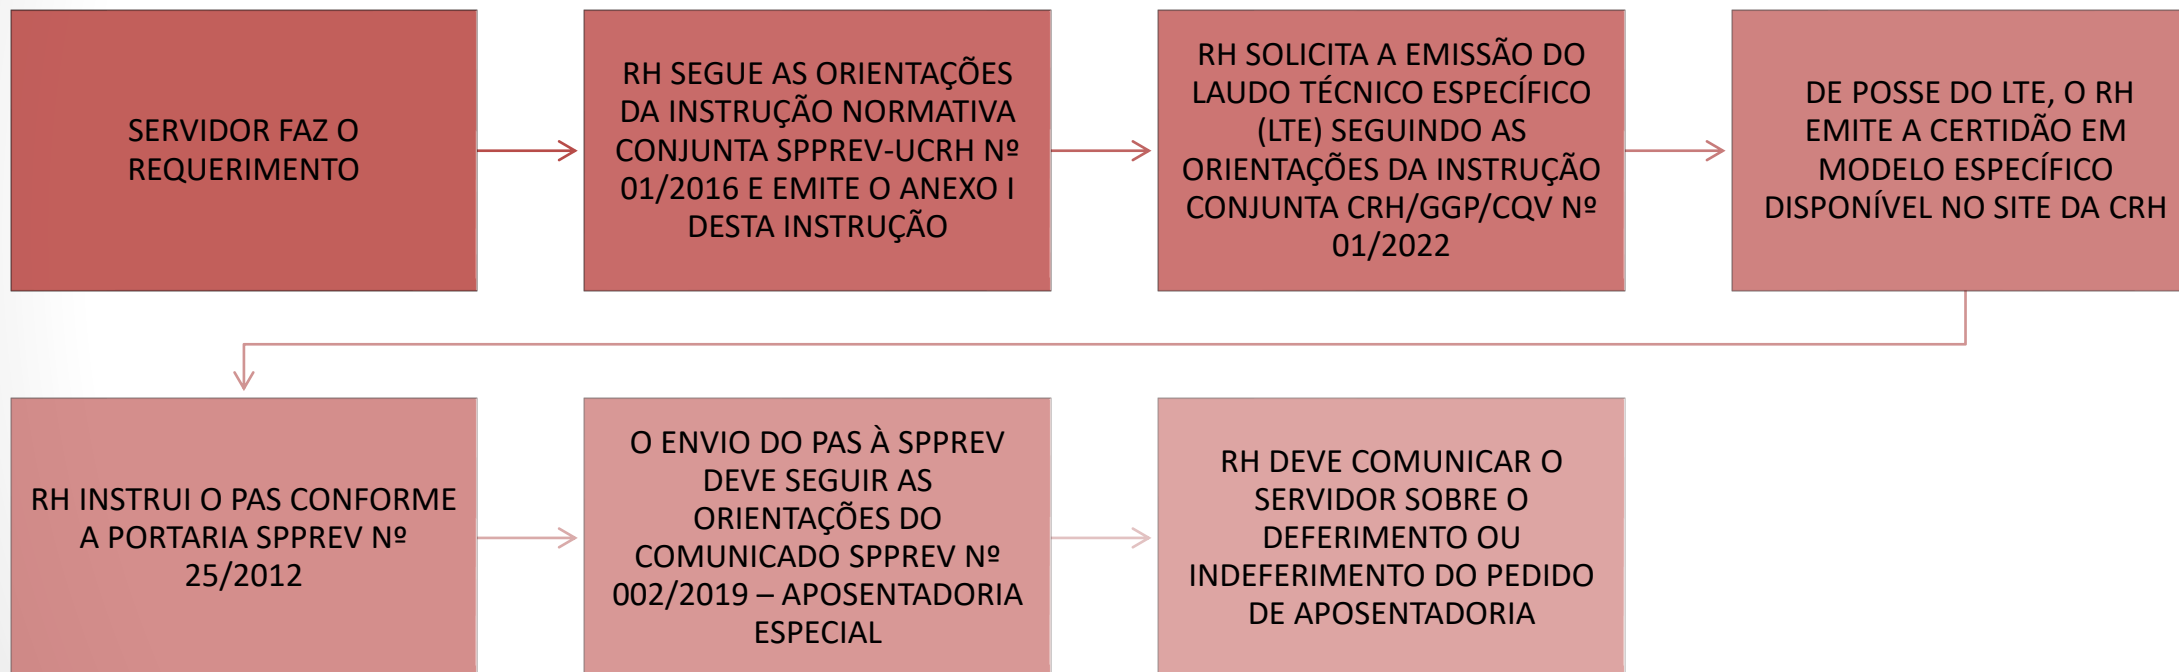 SERVIDOR FAZ O
REQUERIMENTO
RH SEGUE AS ORIENTAÇÕES
DA INSTRUÇÃO NORMATIVA
CONJUNTA SPPREV-UCRH Nº
01/2016 E EMITE O ANEXO I
DESTA INSTRUÇÃO
RH SOLICITA A EMISSÃO DO
LAUDO TÉCNICO ESPECÍFICO
(LTE) SEGUINDO AS
ORIENTAÇÕES DA INSTRUÇÃO
CONJUNTA CRH/GGP/CQV Nº
01/2022
DE POSSE DO LTE, O RH
EMITE A CERTIDÃO EM
MODELO ESPECÍFICO
DISPONÍVEL NO SITE DA CRH
RH INSTRUI O PAS CONFORME
A PORTARIA SPPREV Nº
25/2012
O ENVIO DO PAS À SPPREV
DEVE SEGUIR AS
ORIENTAÇÕES DO
COMUNICADO SPPREV Nº
002/2019 – APOSENTADORIA
ESPECIAL
RH DEVE COMUNICAR O
SERVIDOR SOBRE O
DEFERIMENTO OU
INDEFERIMENTO DO PEDIDO
DE APOSENTADORIA